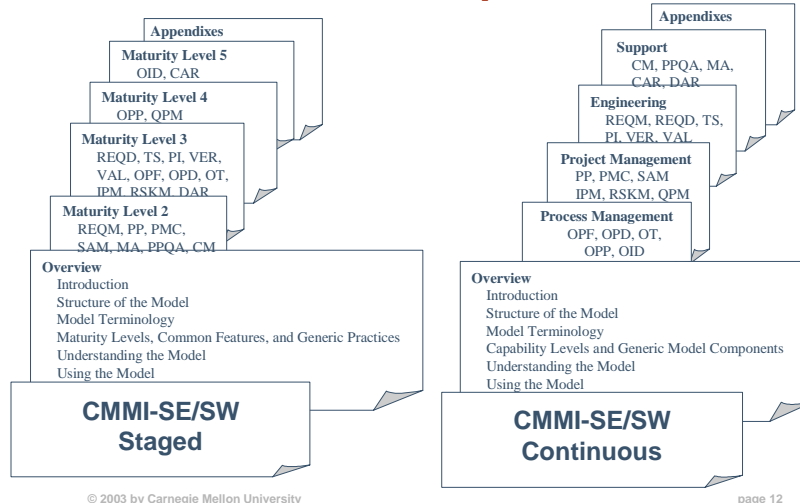 Appendixes
Maturity Level 5
OID, CAR
Maturity Level 4
OPP, QPM
Maturity Level 3
REQD, TS, PI, VER,
VAL, OPF, OPD, OT,
IPM, RSKM, DAR
Maturity Level 2
REQM, PP, PMC,
SAM, MA, PPQA, CM
Overview
Introduction
Structure of the Model
Model Terminology
Maturity Levels, Common Features, and Generic Practices
Understanding the Model
Using the Model
CMMI-SE/SW
Staged
Appendixes
Support
CM, PPQA, MA,
CAR, DAR
Engineering
REQM, REQD, TS,
PI, VER, VAL
Project Management
PP, PMC, SAM
IPM, RSKM, QPM
Process Management
OPF, OPD, OT,
OPP, OID
Overview
Introduction
Structure of the Model
Model Terminology
Capability Levels and Generic Model Components
Understanding the Model
Using the Model
CMMI-SE/SW
Continuous
© 2003 by Carnegie Mellon University
page 12